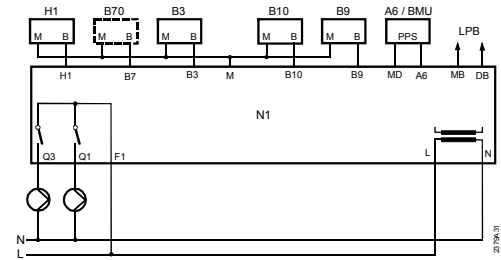 H1 B70 B3 B10 B9 A6 / BMU LPB
M B M B M B M B M B PPS
H1 B7 B3 M B10 B9 MD A6 MB DB
N1
Q3 Q1 F1 L N
N
L
2379A31